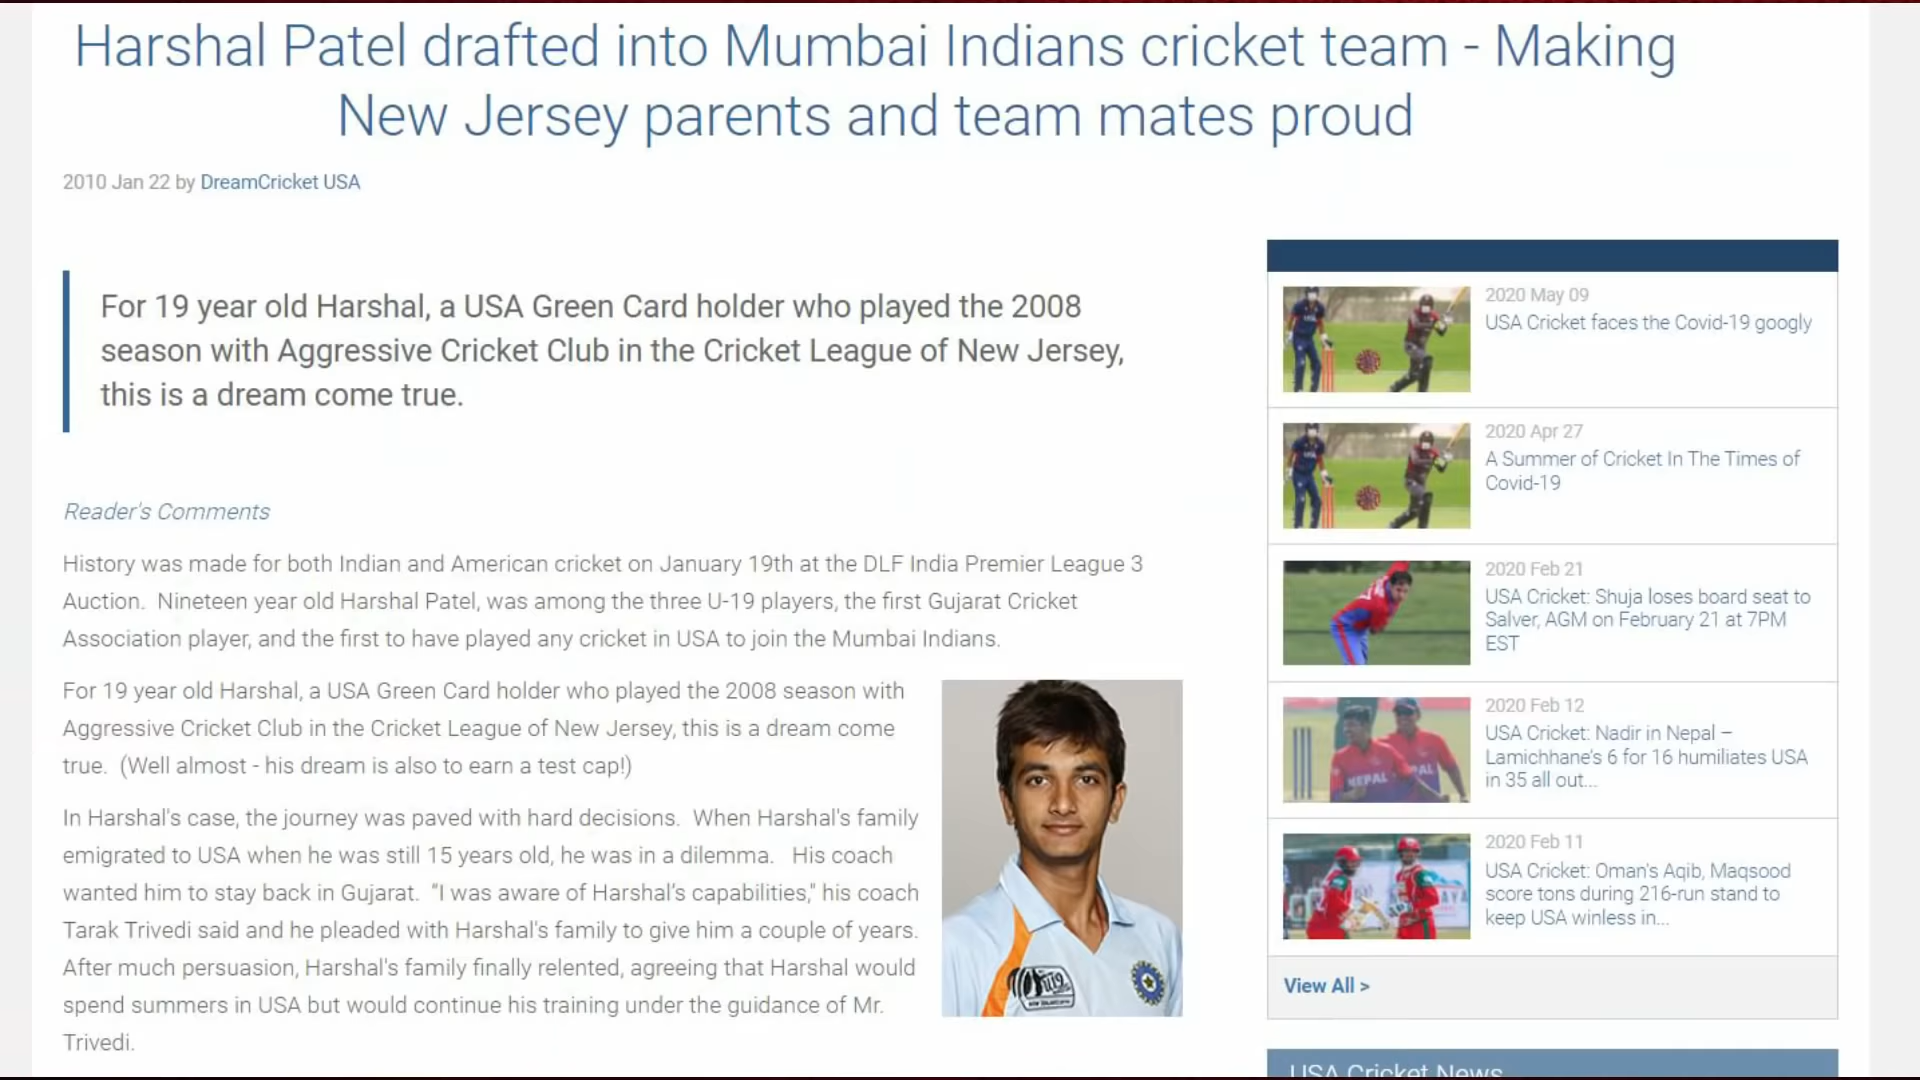 Harshal Patel drafted into Mumbai Indians cricket team - Making
New Jersey parents and team mates proud
2010 Jan 22 by DreamCricket USA
For 19 year old Harshal, a USA Green Card holder who played the 2008
season with Aggressive Cricket Club in the Cricket League of New Jersey,
this is a dream come true.
Reader's Comments
History was made for both Indian and American cricket on January 19th at the DLF India Premier League 3
Auction. Nineteen year old Harshal Patel, was among the three U-19 players, the first Gujarat Cricket
Association player, and the first to have played any cricket in USA to join the Mumbai Indians.
For 19 year old Harshal, a USA Green Card holder who played the 2008 season with
Aggressive Cricket Club in the Cricket League of New Jersey, this is a dream come
true. (Well almost - his dream is also to earn a test cap!)
In Harshal's case, the journey was paved with hard decisions. When Harshal's family
emigrated to USA when he was still 15 years old, he was in a dilemma. His coach
wanted him to stay back in Gujarat. "I was aware of Harshal's capabilities," his coach
Tarak Trivedi said and he pleaded with Harshal's family to give him a couple of years.
After much persuasion, Harshal's family finally relented, agreeing that Harshal would
spend summers in USA but would continue his training under the guidance of Mr.
Trivedi.
2020 May 09
USA Cricket faces the Covid-19 googly
2020 Apr 27
A Summer of Cricket In The Times of
Covid-19
2020 Feb 21
USA Cricket: Shuja loses board seat to
Salver, AGM on February 21 at 7PM
EST
2020 Feb 12
USA Cricket: Nadir in Nepal –
Lamichhane's 6 for 16 humiliates USA
in 35 all out...
NEPAL
PAL
2020 Feb 11
USA Cricket: Oman's Aqib, Maqsood
score tons during 216-run stand to
keep USA winless in...
View All >
USA Cricket News